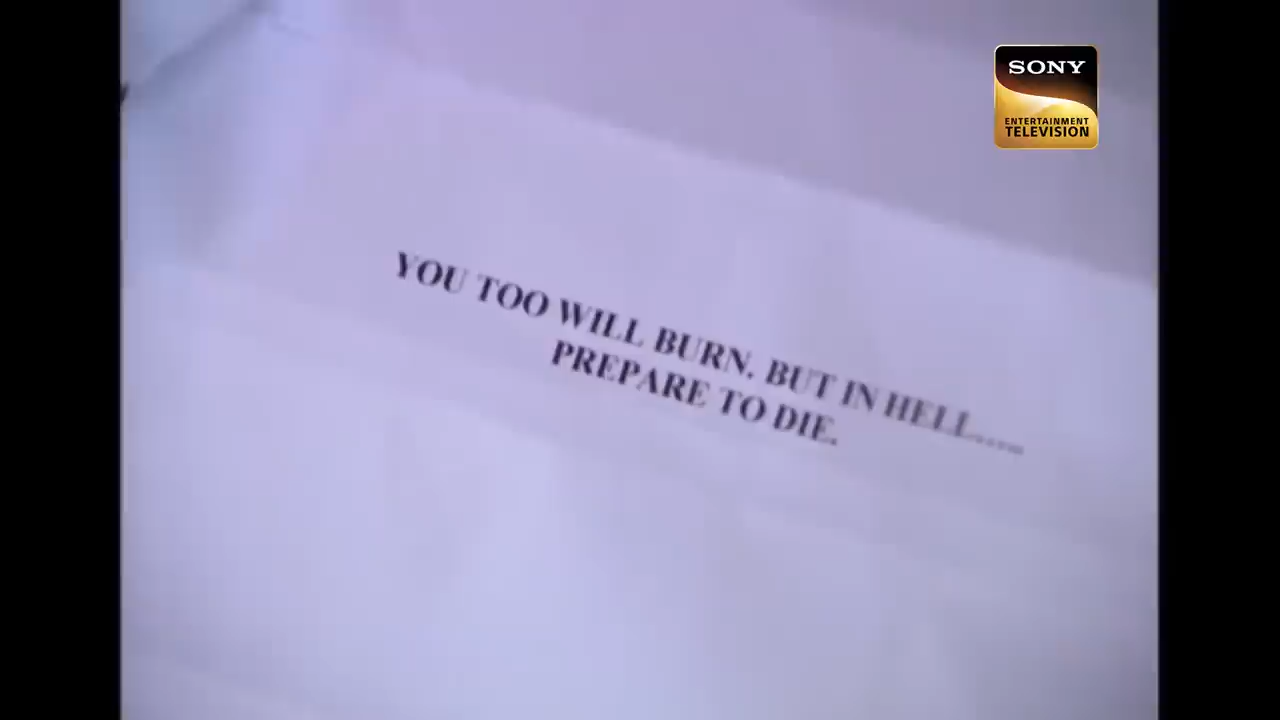 SONY
ENTERTAINMENT
TELEVISION
YOU TOO WILL BURN. BUT IN HELL.....
PREPARE TO DIE.